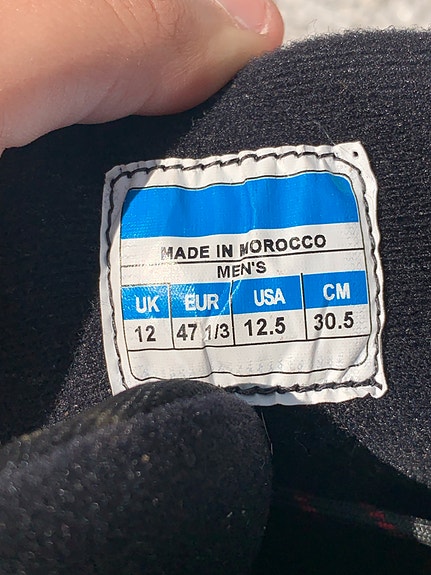 MADE IN MOROCCO
MEN'S
UK EUR USA CM
12 47 1/3 12.5 30.5